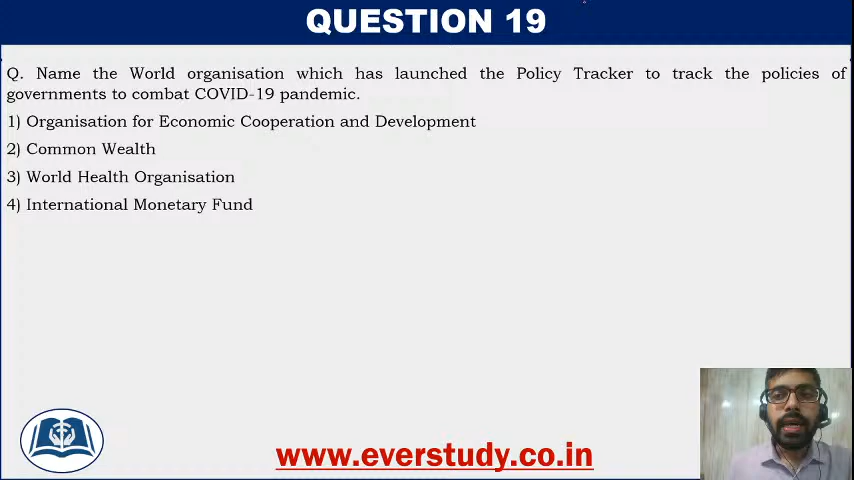 QUESTION 19
Q. Name the World organisation which has launched the Policy Tracker to track the policies of
governments to combat COVID-19 pandemic.
1) Organisation for Economic Cooperation and Development
2) Common Wealth
3) World Health Organisation
4) International Monetary Fund
www.everstudy.co.in